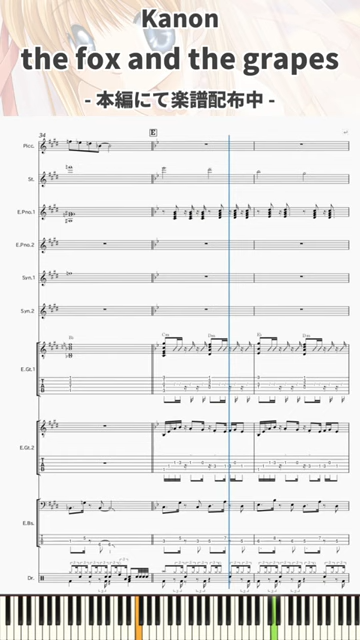 Kanon
the fox and the grapes
- 本編にて楽譜配布中 -
34
E
Picc.
St.
E.Pno.1
E.Pno.2
Syn.1
Syn.2
E.Gt.1
E.Gt.2
E.Bs.
Dr.